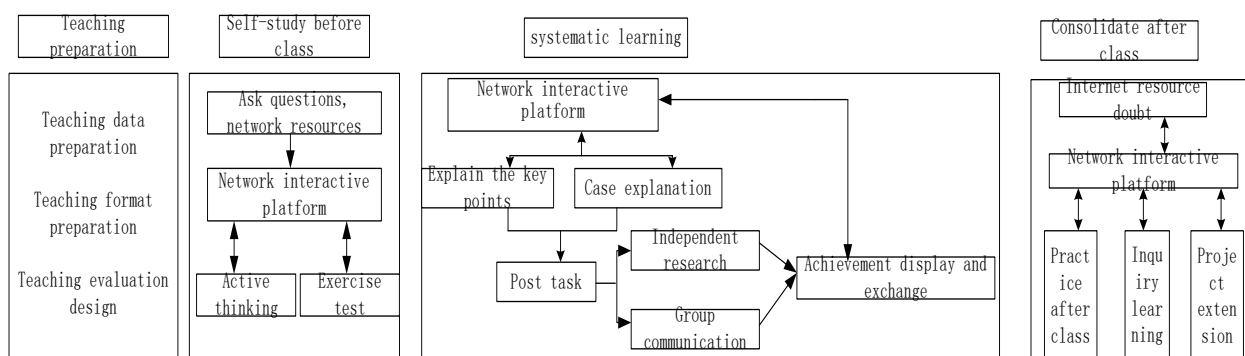 Teaching
preparation
Self-study before
class
systematic learning
Consolidate after
class
Teaching data
preparation
Teaching format
preparation
Teaching evaluation
design
Ask questions,
network resources
Network interactive
platform
Active
thinking
Exercise
test
Network interactive
platform
Explain the key
points
Case explanation
Post task
Independent
research
Group
communication
Achievement display and
exchange
Internet resource
doubt
Network interactive
platform
Pract
ice
after
class
Inqu
iry
lear
ning
Proje
ct
exten
sion